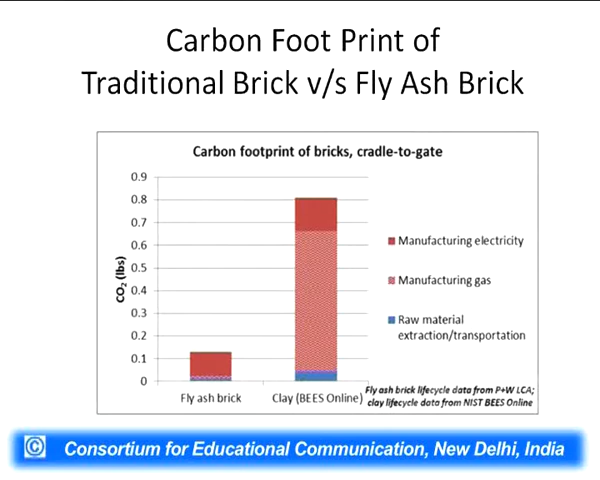 Carbon Foot Print of
Traditional Brick v/s Fly Ash Brick
Carbon footprint of bricks, cradle-to-gate
0.9
0.8
0.7
0.6
0.5
0.4
0.3
0.2
0.1
0
CO₂ (lbs)
Manufacturing electricity
Manufacturing gas
Raw material
extraction/transportation
Fly ash brick
Clay (BEES Online)
Fly ash brick lifecycle data from P+W LCA;
clay lifecycle data from NIST BEES Online
© Consortium for Educational Communication, New Delhi, India